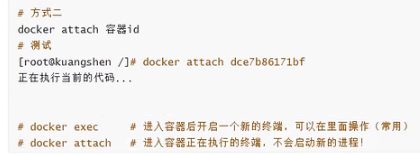 # 方式二
docker attach 容器id
# 测试
[root@kuangshen /]# docker attach dce7b86171bf
正在执行当前的代码...
# docker exec # 进入容器后开启一个新的终端，可以在里面操作（常用）
# docker attach # 进入容器正在执行的终端，不会启动新的进程！